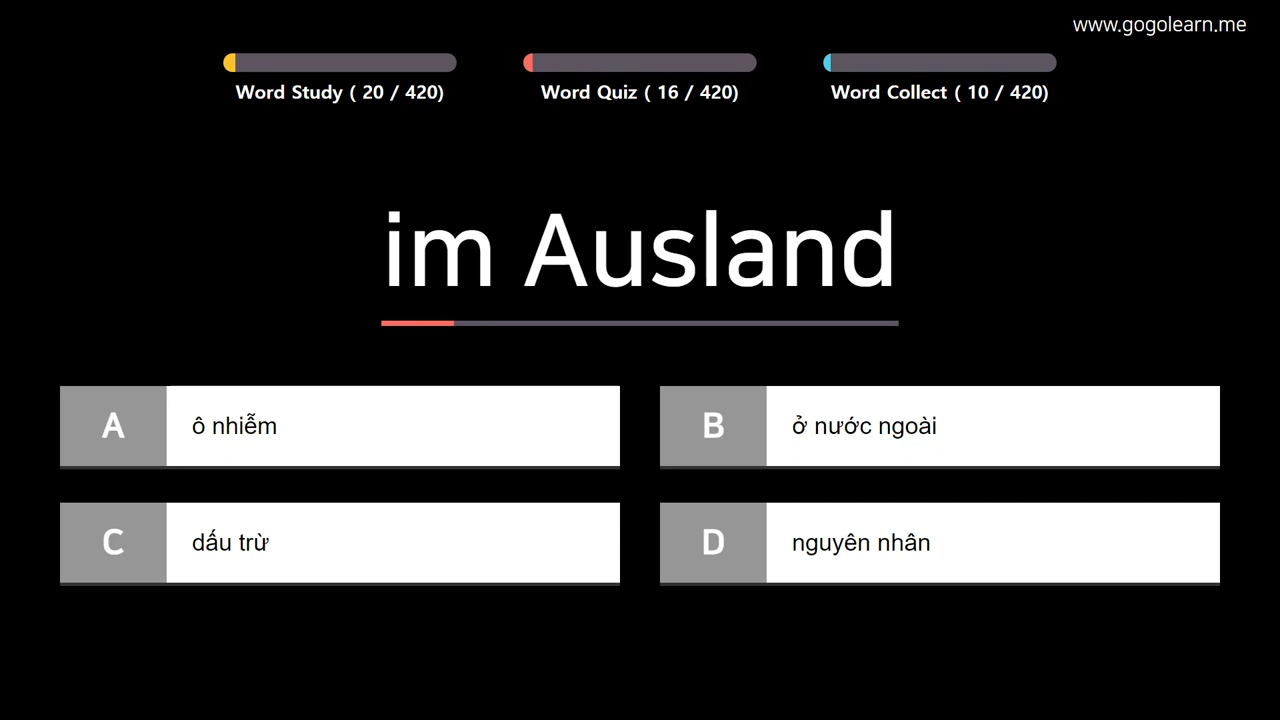 www.gogolearn.me
Word Study ( 20 / 420)
Word Quiz ( 16 / 420)
Word Collect ( 10 / 420)
im Ausland
A
ô nhiễm
B
ở nước ngoài
C
dấu trừ
D
nguyên nhân